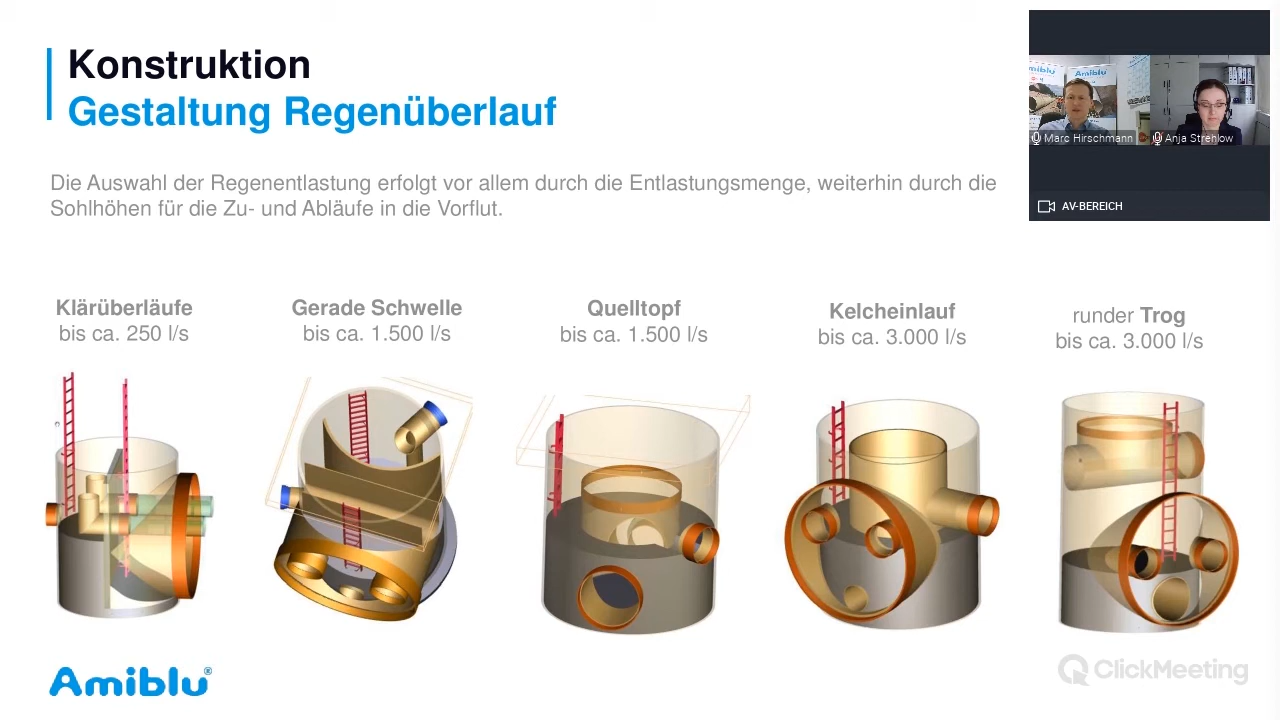 Konstruktion
Gestaltung Regenüberlauf
Die Auswahl der Regenentlastung erfolgt vor allem durch die Entlastungsmenge, weiterhin durch die
Sohlhöhen für die Zu- und Abläufe in die Vorflut.
Klärüberläufe
bis ca. 250 l/s
Gerade Schwelle
bis ca. 1.500 l/s
Quelltopf
bis ca. 1.500 l/s
Kelcheinlauf
bis ca. 3.000 l/s
runder Trog
bis ca. 3.000 l/s
Amiblu®
ClickMeeting
Amiblu
Marc Hirschmann
Anja Strehlow
AV-BEREICH